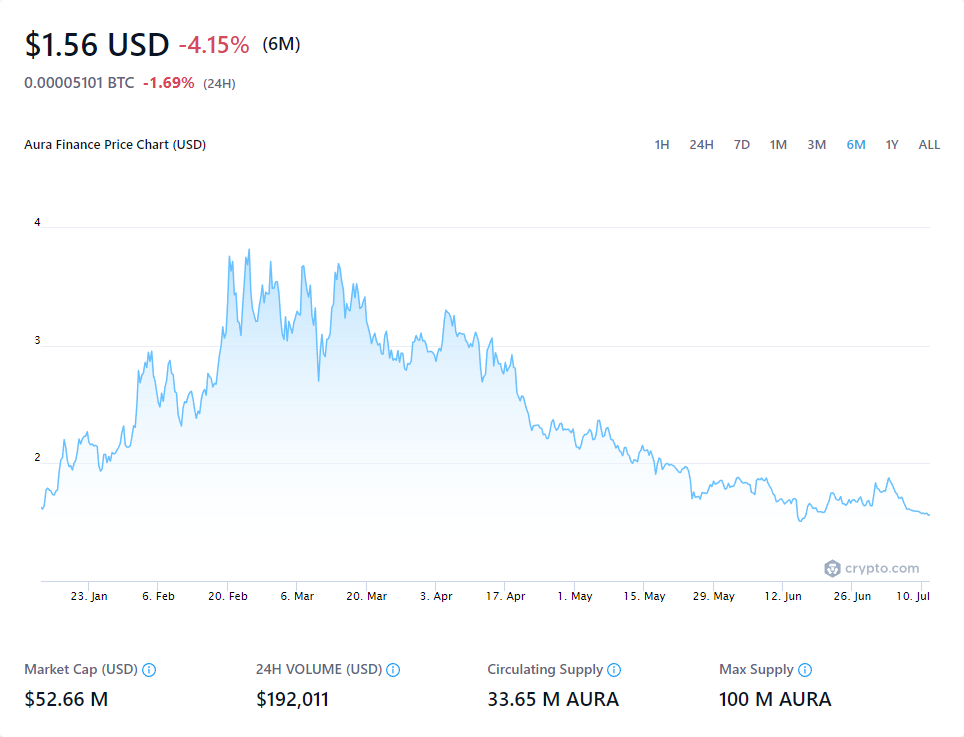 $1.56 USD -4.15% (6M)
0.00005101 BTC -1.69% (24H)
Aura Finance Price Chart (USD) 1H 24H 7D 1M 3M 6M 1Y ALL
4
3
2
crypto.com
23. Jan 6. Feb 20. Feb 6. Mar 20. Mar 3. Apr 17. Apr 1. May 15. May 29. May 12. Jun 26. Jun 10. Jul
Market Cap (USD) 24H VOLUME (USD) Circulating Supply Max Supply
$52.66 M $192,011 33.65 M AURA 100 M AURA